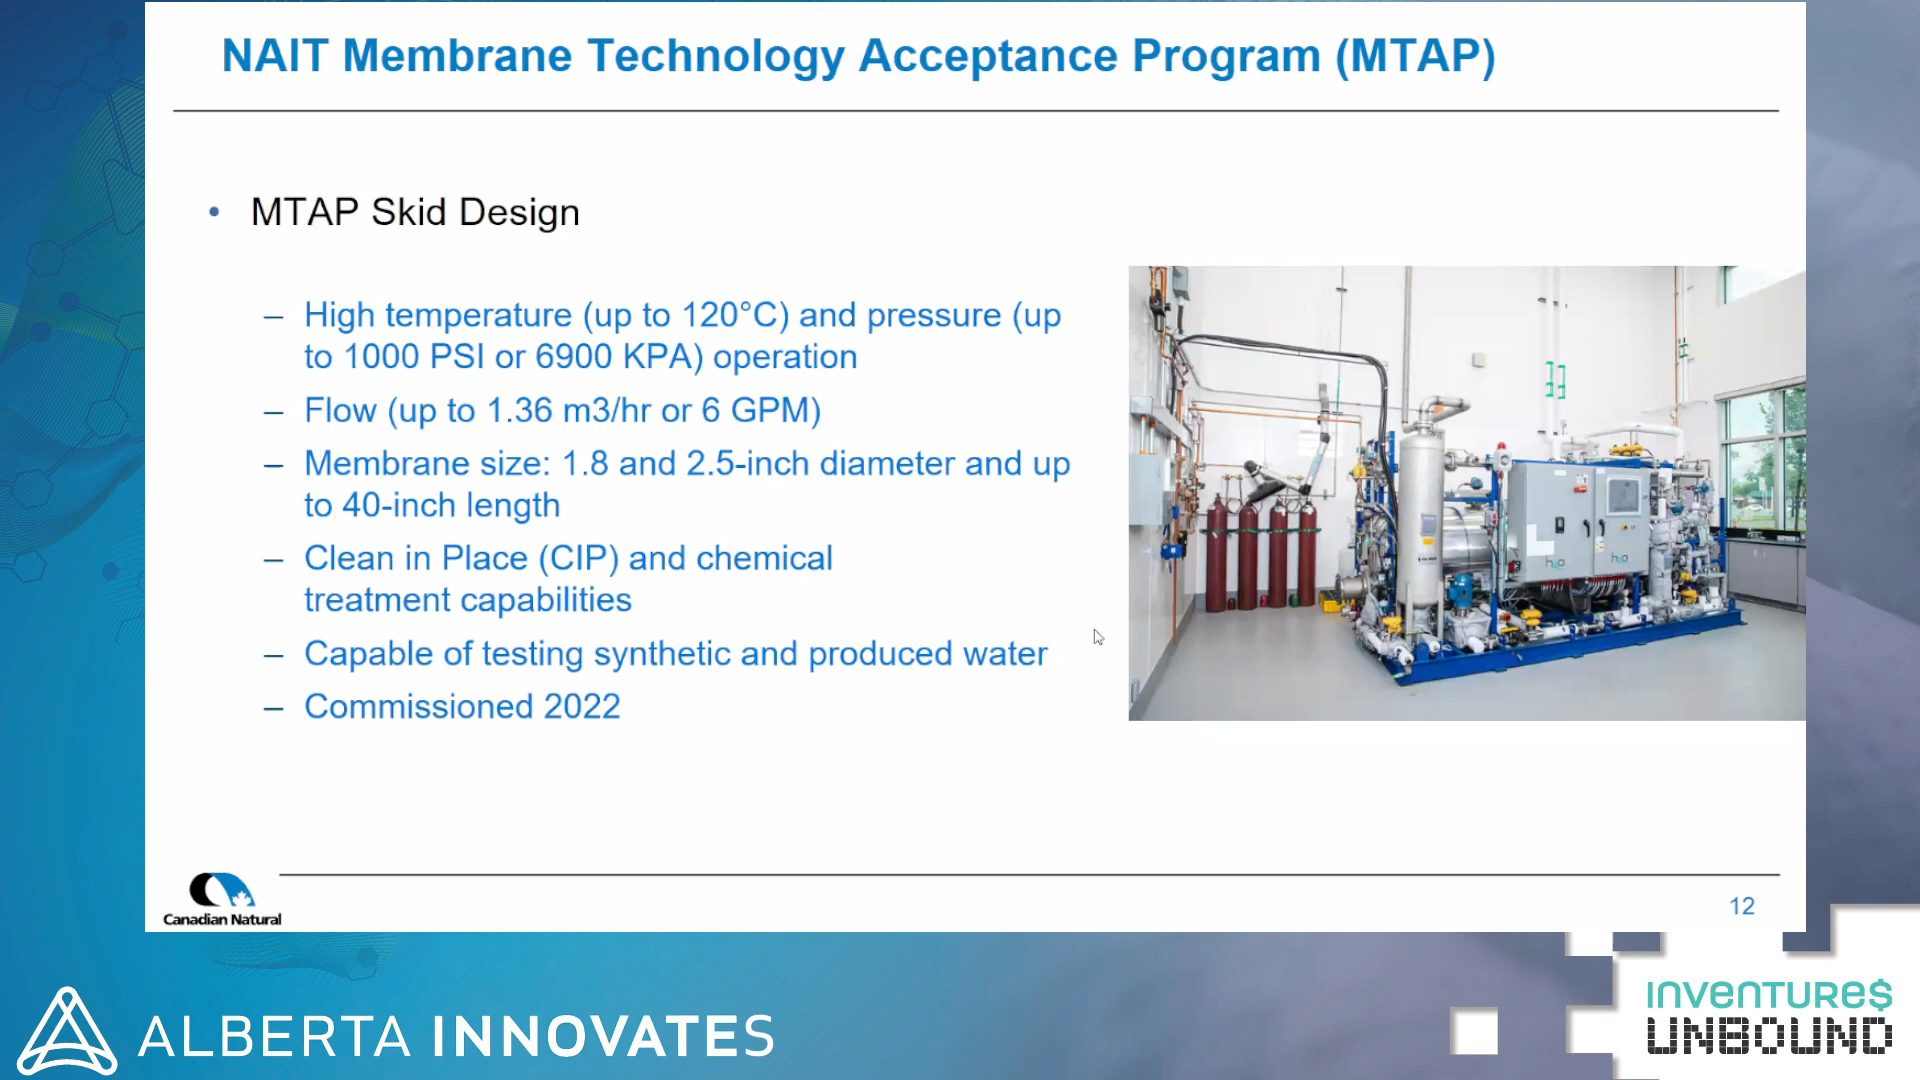 NAIT Membrane Technology Acceptance Program (MTAP)
• MTAP Skid Design
– High temperature (up to 120°C) and pressure (up
to 1000 PSI or 6900 KPA) operation
– Flow (up to 1.36 m3/hr or 6 GPM)
– Membrane size: 1.8 and 2.5-inch diameter and up
to 40-inch length
– Clean in Place (CIP) and chemical
treatment capabilities
– Capable of testing synthetic and produced water
– Commissioned 2022
h2o h2o
Canadian Natural
12
ALBERTA INNOVATES
INVENTURE$
UNBOUND